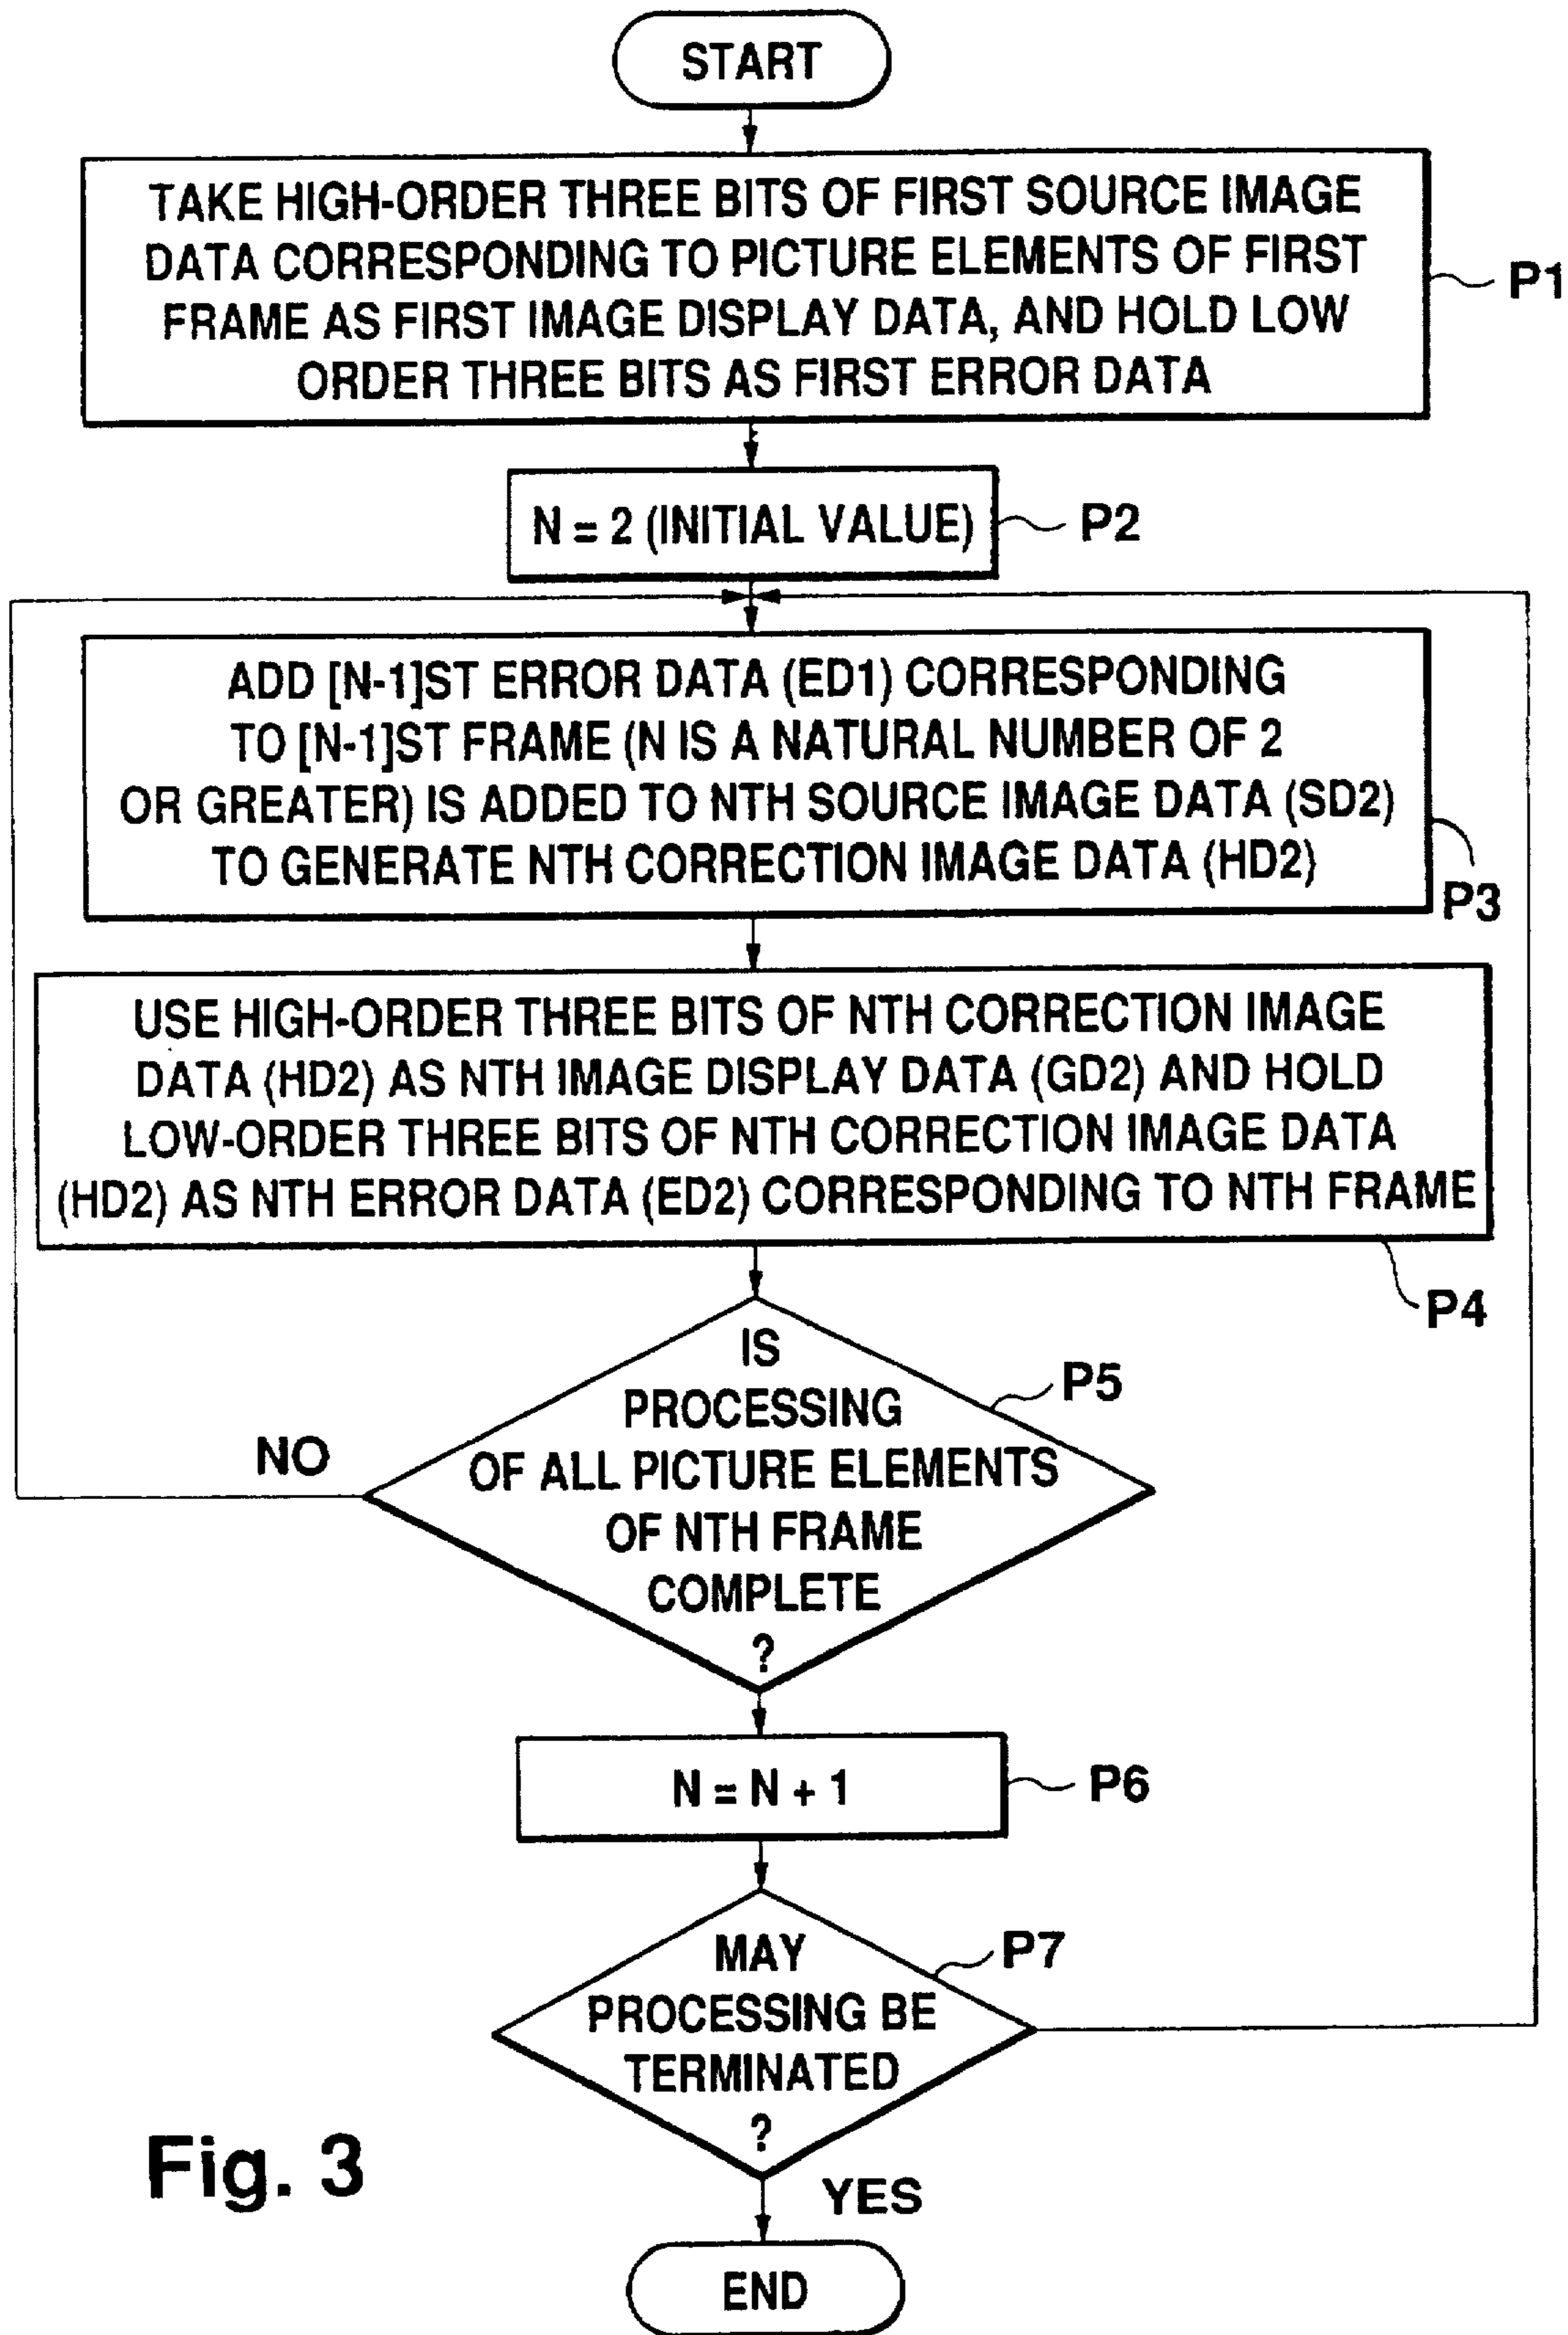 START
TAKE HIGH-ORDER THREE BITS OF FIRST SOURCE IMAGE
DATA CORRESPONDING TO PICTURE ELEMENTS OF FIRST
FRAME AS FIRST IMAGE DISPLAY DATA, AND HOLD LOW
ORDER THREE BITS AS FIRST ERROR DATA
P1
N = 2 (INITIAL VALUE)
P2
ADD [N-1]ST ERROR DATA (ED1) CORRESPONDING
TO [N-1]ST FRAME (N IS A NATURAL NUMBER OF 2
OR GREATER) IS ADDED TO NTH SOURCE IMAGE DATA (SD2)
TO GENERATE NTH CORRECTION IMAGE DATA (HD2)
P3
USE HIGH-ORDER THREE BITS OF NTH CORRECTION IMAGE
DATA (HD2) AS NTH IMAGE DISPLAY DATA (GD2) AND HOLD
LOW-ORDER THREE BITS OF NTH CORRECTION IMAGE DATA
(HD2) AS NTH ERROR DATA (ED2) CORRESPONDING TO NTH FRAME
P4
IS
PROCESSING
OF ALL PICTURE ELEMENTS
OF NTH FRAME
COMPLETE
?
P5
NO
N = N + 1
P6
MAY
PROCESSING BE
TERMINATED
?
P7
YES
END
Fig. 3